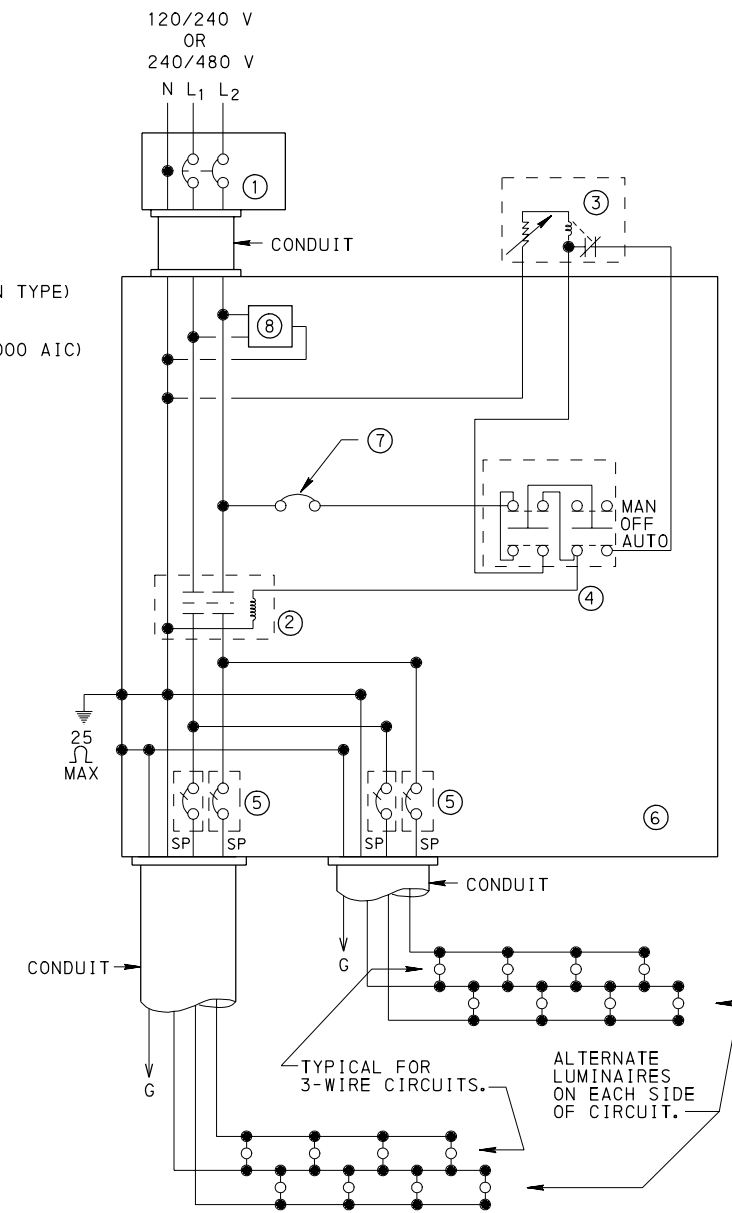 120/240 V
OR
240/480 V
N L1 L2
1
3
CONDUIT
N TYPE)
8
000 AIC)
7
MAN
OFF
AUTO
4
2
25
Ω
MAX
5
5
6
SP SP
SP SP
CONDUIT
CONDUIT
G
TYPICAL FOR
3-WIRE CIRCUITS.
ALTERNATE
LUMINAIRES
ON EACH SIDE
OF CIRCUIT.
G